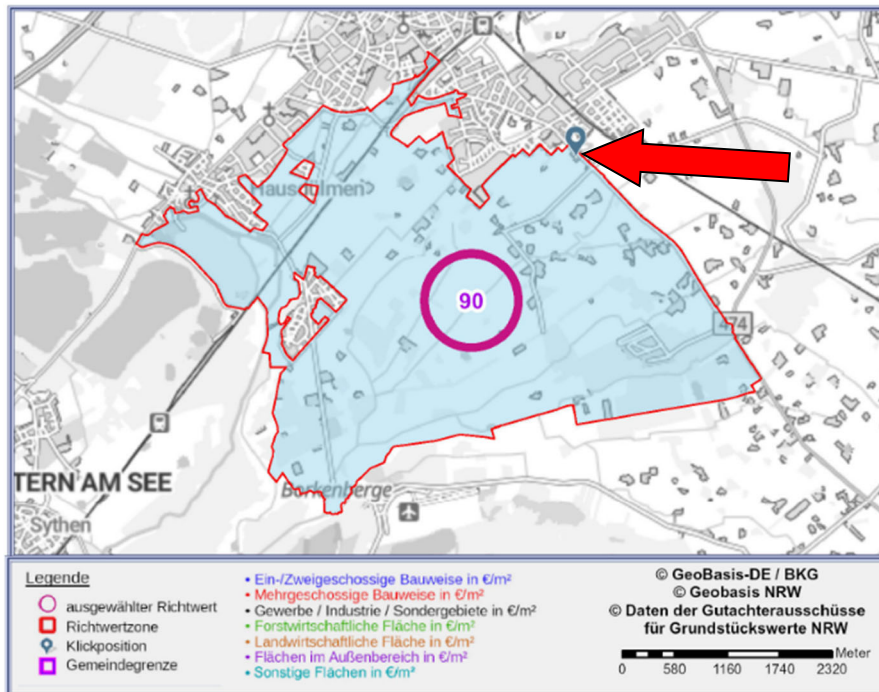 Hausdülmen
90
474
TERN AM SEE
Borkenberge
Sythen
Legende
ausgewählter Richtwert
Richtwertzone
Klickposition
Gemeindegrenze
• Ein-/Zweigeschossige Bauweise in €/m²
• Mehrgeschossige Bauweise in €/m²
• Gewerbe / Industrie / Sondergebiete in €/m²
• Forstwirtschaftliche Fläche in €/m²
• Landwirtschaftliche Fläche in €/m²
• Flächen im Außenbereich in €/m²
• Sonstige Flächen in €/m²
© GeoBasis-DE / BKG
© Geobasis NRW
© Daten der Gutachterausschüsse
für Grundstückswerte NRW
Meter
0 580 1160 1740 2320